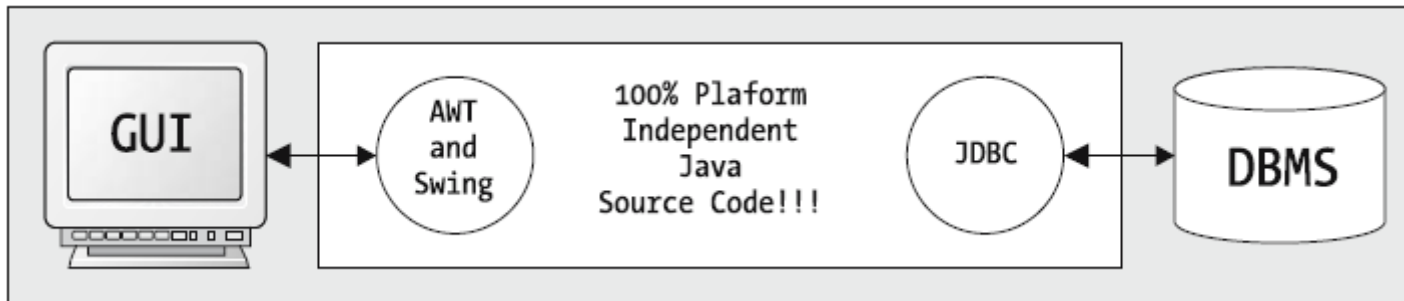 GUI
AWT
and
Swing
100% Plaform
Independent
Java
Source Code!!!
JDBC
DBMS